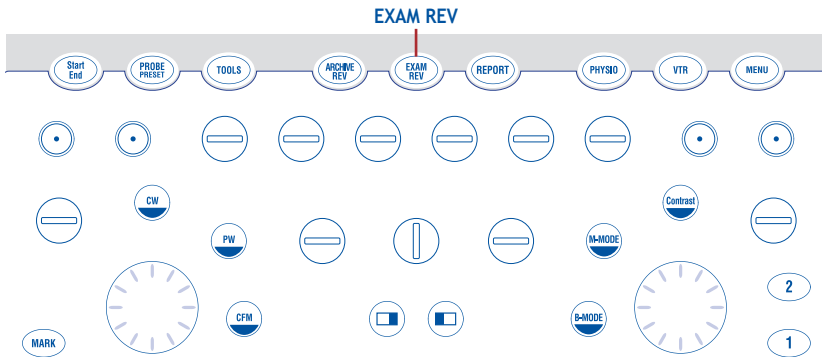 EXAM REV
Start
End
PROBE
PRESET
TOOLS
ARCHIVE
REV
EXAM
REV
REPORT
PHYSIO
VTR
MENU
CW
Contrast
PW
M-MODE
2
CFM
B-MODE
MARK
1